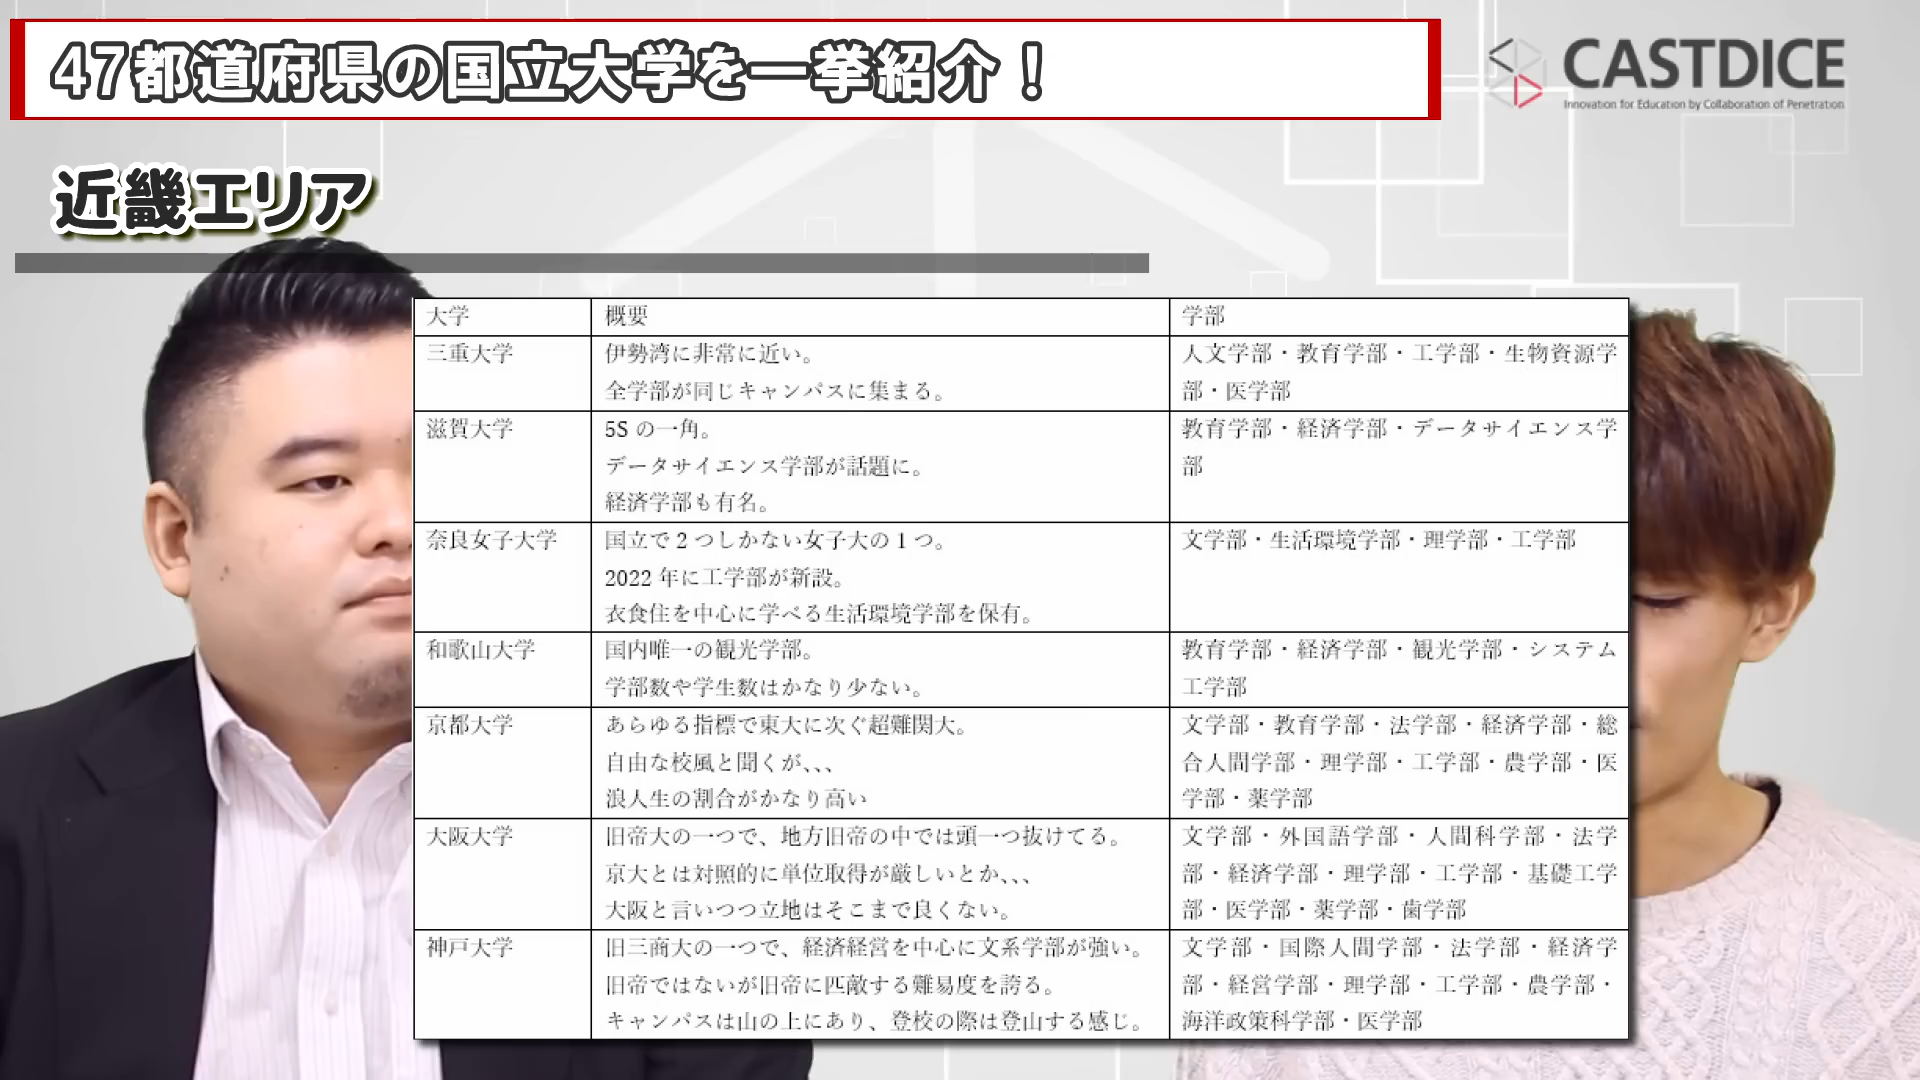 47都道府県の国立大学を一挙紹介！
CASTDICE
Innovation for Education by Collaboration of Penetration
近畿エリア
大学 概要 学部
三重大学 伊勢湾に非常に近い。 人文学部・教育学部・工学部・生物資源学
全学部が同じキャンパスに集まる。 部・医学部
滋賀大学 5S の一角。 教育学部・経済学部・データサイエンス学
データサイエンス学部が話題に。 部
経済学部も有名。
奈良女子大学 国立で 2 つしかない女子大の 1 つ。 文学部・生活環境学部・理学部・工学部
2022 年に工学部が新設。
衣食住を中心に学べる生活環境学部を保有。
和歌山大学 国内唯一の観光学部。 教育学部・経済学部・観光学部・システム
学部数や学生数はかなり少ない。 工学部
京都大学 あらゆる指標で東大に次ぐ超難関大。 文学部・教育学部・法学部・経済学部・総
自由な校風と聞くが、、、 合人間学部・理学部・工学部・農学部・医
浪人生の割合がかなり高い 学部・薬学部
大阪大学 旧帝大の一つで、地方旧帝の中では頭一つ抜けてる。 文学部・外国語学部・人間科学部・法学
京大とは対照的に単位取得が厳しいとか、、、 部・経済学部・理学部・工学部・基礎工学
大阪と言いつつ立地はそこまで良くない。 部・医学部・薬学部・歯学部
神戸大学 旧三商大の一つで、経済経営を中心に文系学部が強い。 文学部・国際人間学部・法学部・経済学
旧帝ではないが旧帝に匹敵する難易度を誇る。 部・経営学部・理学部・工学部・農学部・
キャンパスは山の上にあり、登校の際は登山する感じ。 海洋政策科学部・医学部